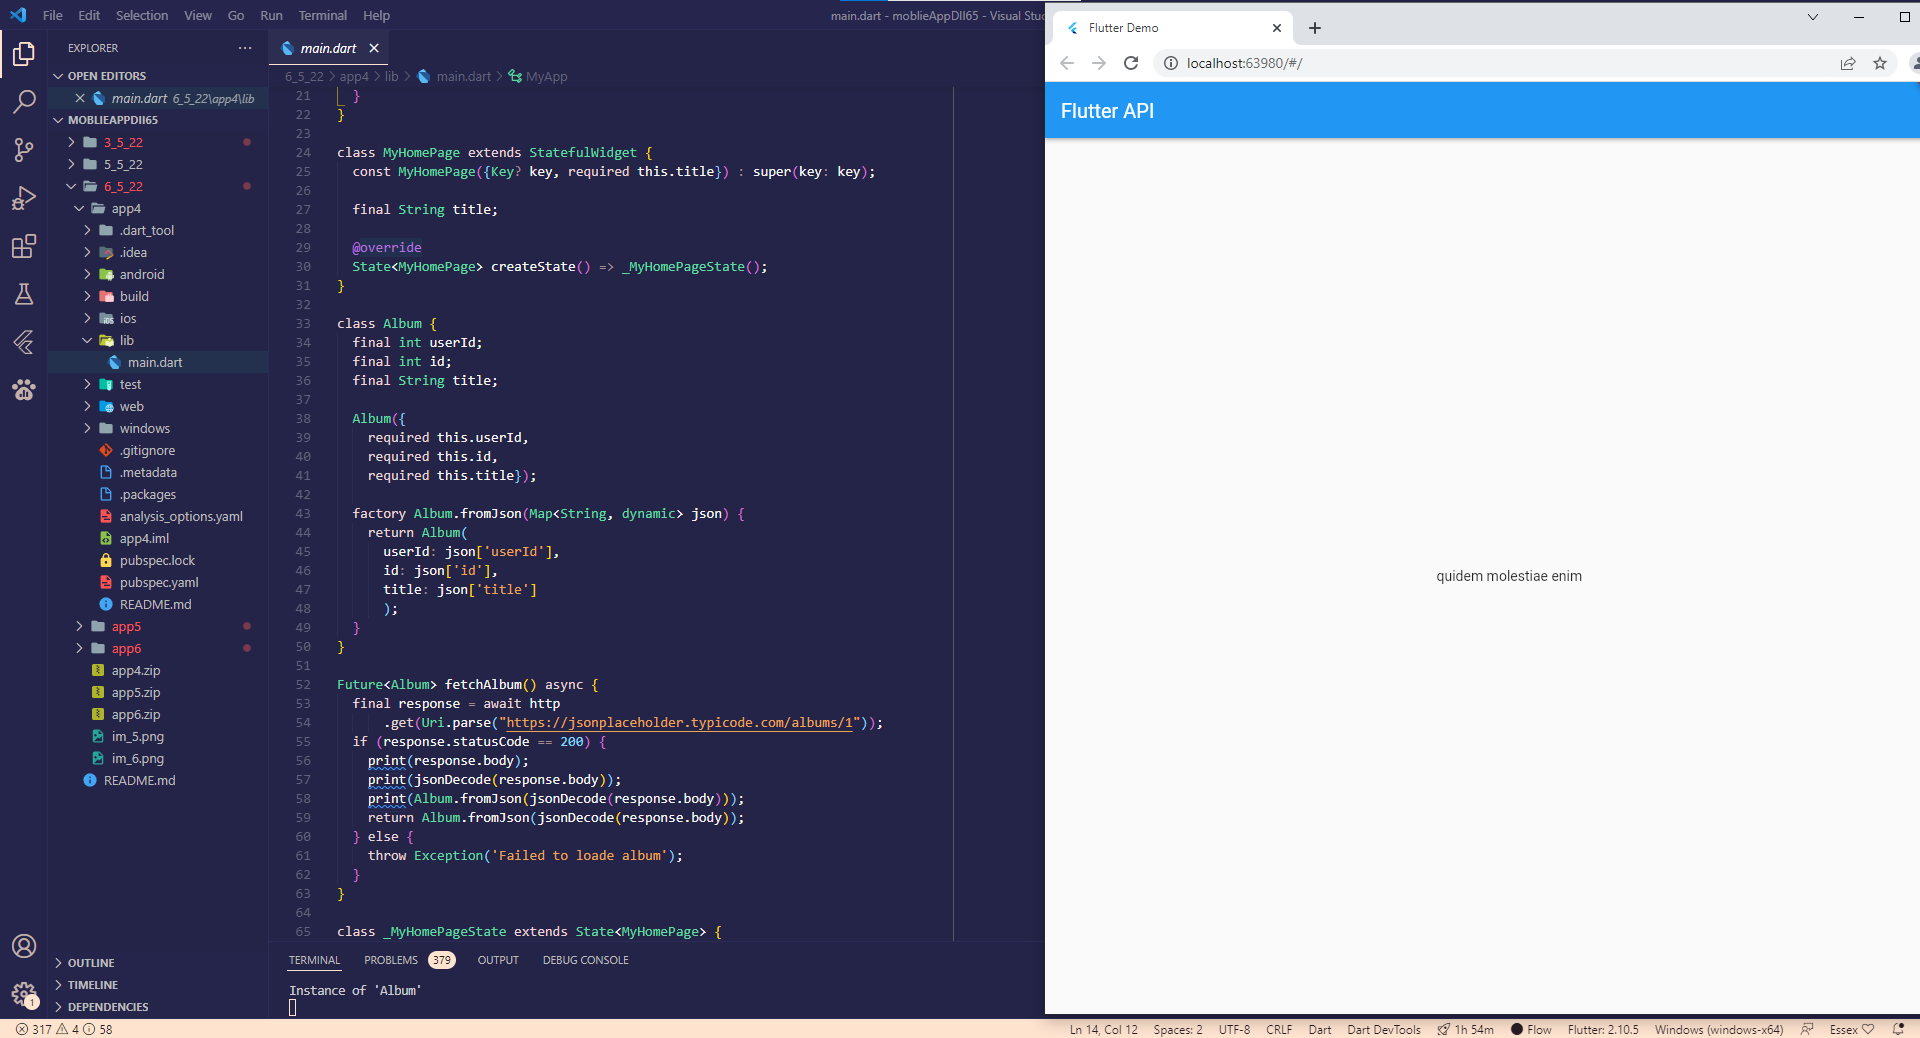 File Edit Selection View Go Run Terminal Help
main.dart - moblieAppDII65 - Visual Stu
EXPLORER
OPEN EDITORS
main.dart 6_5_22\app4\lib
MOBLIEAPPDII65
3_5_22
5_5_22
6_5_22
app4
.dart_tool
.idea
android
build
ios
lib
main.dart
test
web
windows
.gitignore
.metadata
.packages
analysis_options.yaml
app4.iml
pubspec.lock
pubspec.yaml
README.md
app5
app6
app4.zip
app5.zip
app6.zip
im_5.png
im_6.png
README.md
OUTLINE
TIMELINE
DEPENDENCIES
main.dart
6_5_22 > app4 > lib > main.dart > MyApp
21 }
22 }
23
24 class MyHomePage extends StatefulWidget {
25 const MyHomePage({Key? key, required this.title}) : super(key: key);
26
27 final String title;
28
29 @override
30 State<MyHomePage> createState() => _MyHomePageState();
31 }
32
33 class Album {
34 final int userId;
35 final int id;
36 final String title;
37
38 Album({
39 required this.userId,
40 required this.id,
41 required this.title});
42
43 factory Album.fromJson(Map<String, dynamic> json) {
44 return Album(
45 userId: json['userId'],
46 id: json['id'],
47 title: json['title']
48 );
49 }
50 }
51
52 Future<Album> fetchAlbum() async {
53 final response = await http
54 .get(Uri.parse("https://jsonplaceholder.typicode.com/albums/1"));
55 if (response.statusCode == 200) {
56 print(response.body);
57 print(jsonDecode(response.body));
58 print(Album.fromJson(jsonDecode(response.body)));
59 return Album.fromJson(jsonDecode(response.body));
60 } else {
61 throw Exception('Failed to loade album');
62 }
63 }
64
65 class _MyHomePageState extends State<MyHomePage> {
TERMINAL PROBLEMS 379 OUTPUT DEBUG CONSOLE
Instance of 'Album'
Flutter Demo
localhost:63980/#/
Flutter API
quidem molestiae enim
1
317 4 58
Ln 14, Col 12 Spaces: 2 UTF-8 CRLF Dart Dart DevTools 1h 54m Flow Flutter: 2.10.5 Windows (windows-x64) Essex